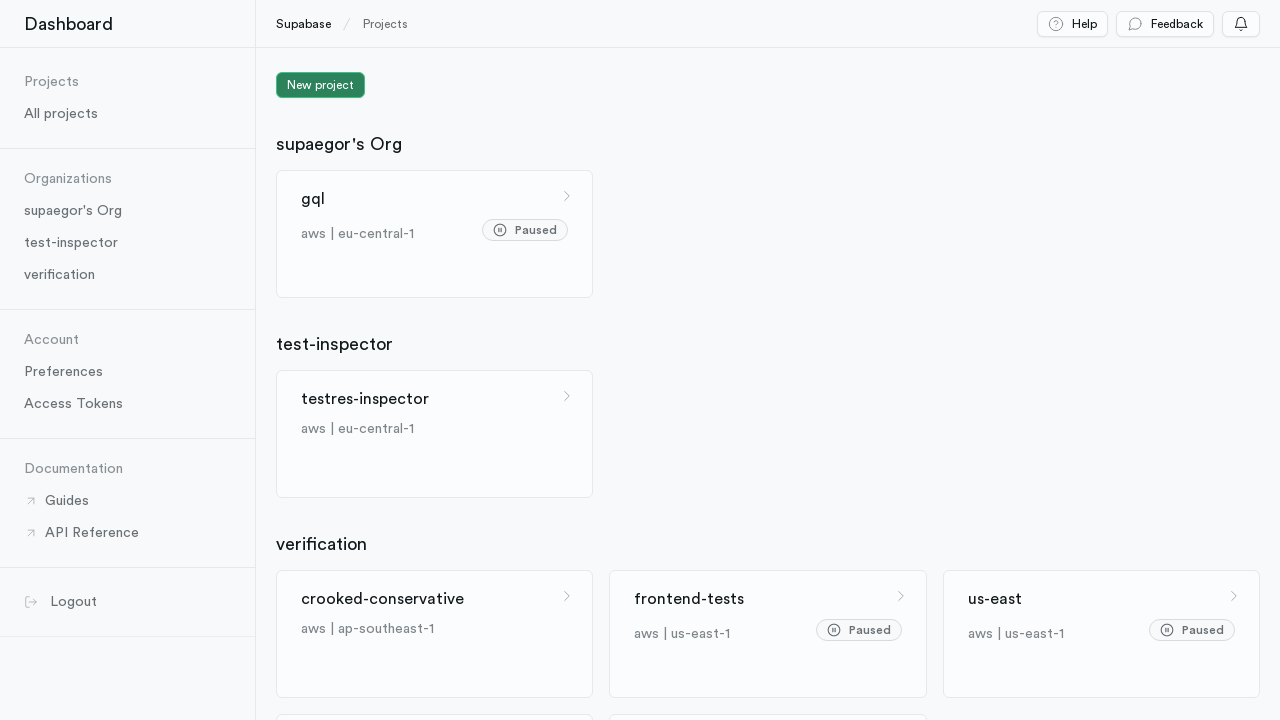 Dashboard
Supabase / Projects
Help
Feedback
Projects
All projects
Organizations
supaegor's Org
test-inspector
verification
Account
Preferences
Access Tokens
Documentation
Guides
API Reference
Logout
New project
supaegor's Org
gql
aws | eu-central-1
Paused
test-inspector
testres-inspector
aws | eu-central-1
verification
crooked-conservative
aws | ap-southeast-1
frontend-tests
aws | us-east-1
Paused
us-east
aws | us-east-1
Paused